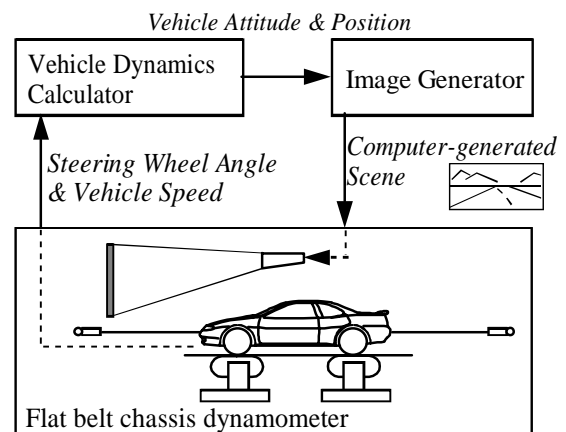 Vehicle Attitude & Position
Vehicle Dynamics
Calculator
Image Generator
Steering Wheel Angle
& Vehicle Speed
Computer-generated
Scene
Flat belt chassis dynamometer